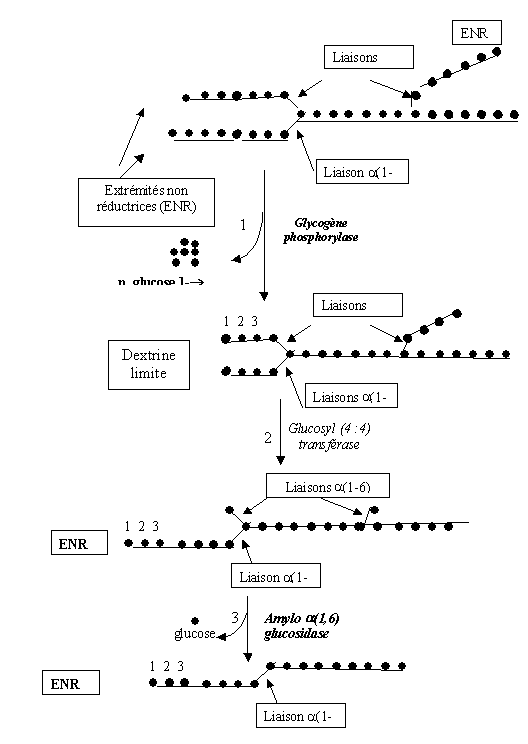 ENR
Liaisons
Liaison α(1-
Extrémités non
réductrices (ENR)
1
Glycogène
phosphorylase
n glucose 1-→
Liaisons
1 2 3
Dextrine
limite
Liaisons α(1-
2
Glucosyl (4 :4)
transférase
Liaisons α(1-6)
1 2 3
ENR
Liaison α(1-
3
Amylo α(1,6)
glucosidase
glucose
1 2 3
ENR
Liaison α(1-